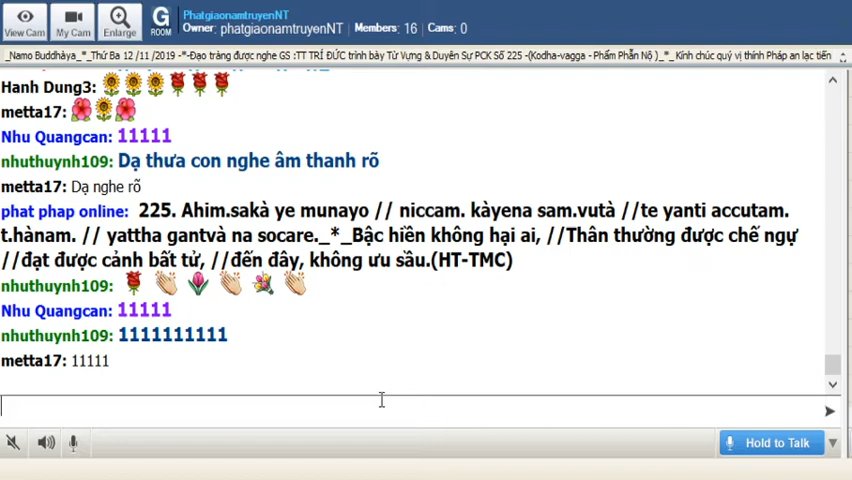 View Cam
My Cam
Enlarge
G
ROOM
PhatgiaonamtruyenNT
Owner: phatgiaonamtruyenNT Members: 16 Cams: 0
_Namo Buddhàya_*_Thứ Ba 12 /11 /2019 -*-Đạo tràng được nghe GS :TT TRÍ ĐỨC trình bày Từ Vựng & Duyên Sự PCK Số 225 -(Kodha-vagga - Phẩm Phẫn Nộ )_*_ Kính chúc quý vị thính Pháp an lạc tiến
Hanh Dung3:
metta17:
Nhu Quangcan: 11111
nhuthuynh109: Dạ thưa con nghe âm thanh rõ
metta17: Dạ nghe rõ
phat phap online: 225. Ahim.sakà ye munayo // niccam. kàyena sam.vutà //te yanti accutam.
t.hànam. // yattha gantvà na socare._*_Bậc hiền không hại ai, //Thân thường được chế ngự
//đạt được cảnh bất tử, //đến đây, không ưu sầu.(HT-TMC)
nhuthuynh109:
Nhu Quangcan: 11111
nhuthuynh109: 1111111111
metta17: 11111
Hold to Talk